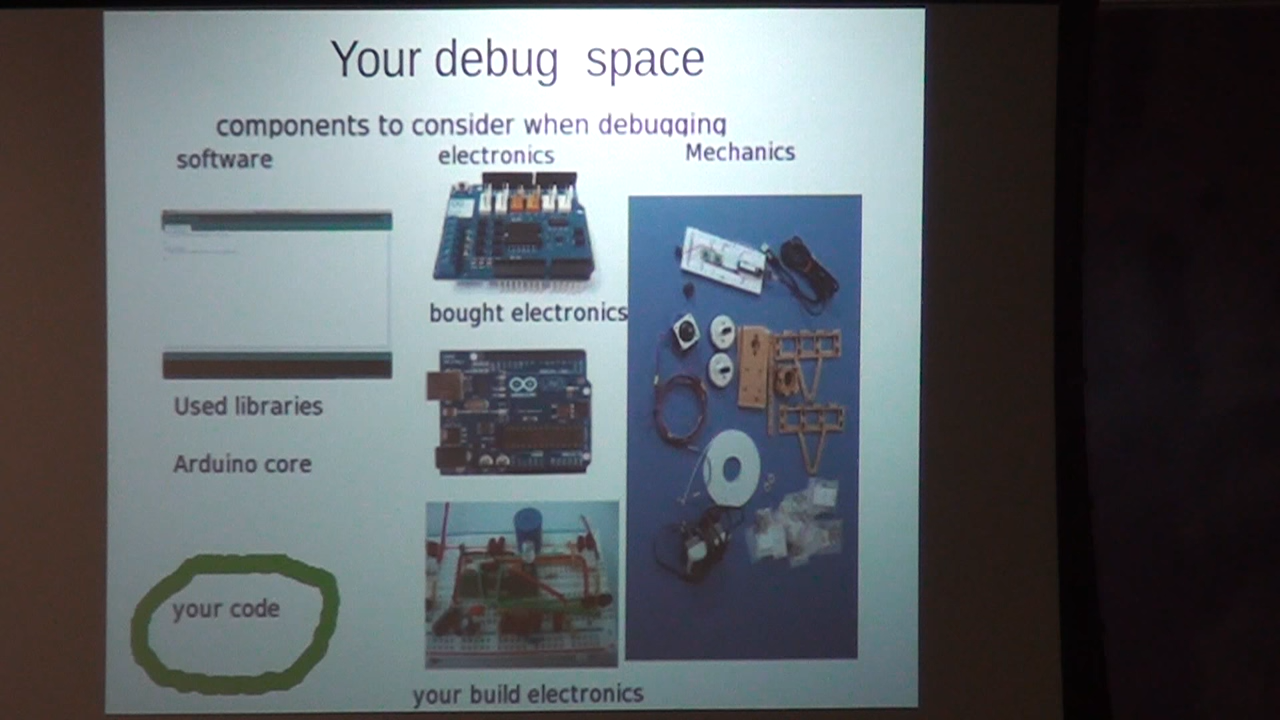 Your debug space
components to consider when debugging
software
electronics
Mechanics
bought electronics
Used libraries
Arduino core
your code
your build electronics